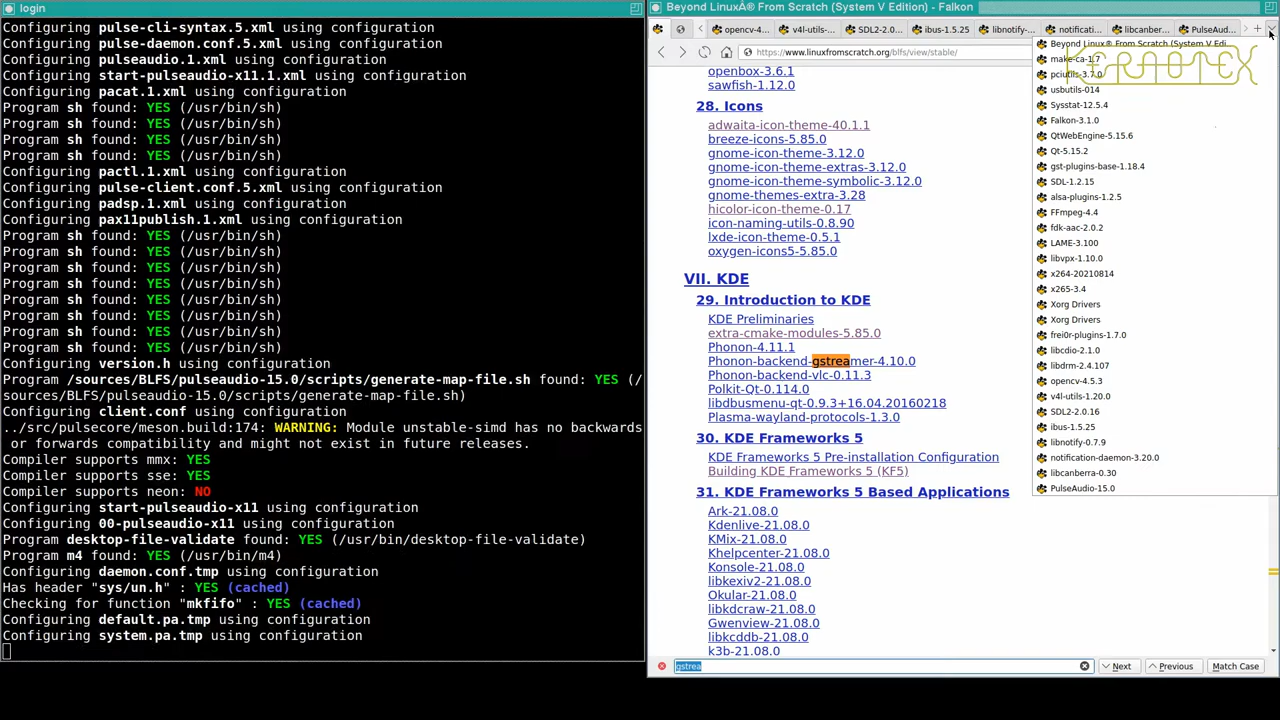 login
Configuring pulse-cli-syntax.5.xml using configuration
Configuring pulse-daemon.conf.5.xml using configuration
Configuring pulseaudio.1.xml using configuration
Configuring start-pulseaudio-x11.1.xml using configuration
Configuring pacat.1.xml using configuration
Program sh found: YES (/usr/bin/sh)
Program sh found: YES (/usr/bin/sh)
Program sh found: YES (/usr/bin/sh)
Program sh found: YES (/usr/bin/sh)
Configuring pactl.1.xml using configuration
Configuring pulse-client.conf.5.xml using configuration
Configuring padsp.1.xml using configuration
Configuring pax11publish.1.xml using configuration
Program sh found: YES (/usr/bin/sh)
Program sh found: YES (/usr/bin/sh)
Program sh found: YES (/usr/bin/sh)
Program sh found: YES (/usr/bin/sh)
Program sh found: YES (/usr/bin/sh)
Program sh found: YES (/usr/bin/sh)
Program sh found: YES (/usr/bin/sh)
Program sh found: YES (/usr/bin/sh)
Configuring version.h using configuration
Program /sources/BLFS/pulseaudio-15.0/scripts/generate-map-file.sh found: YES (/
sources/BLFS/pulseaudio-15.0/scripts/generate-map-file.sh)
Configuring client.conf using configuration
../src/pulsecore/meson.build:174: WARNING: Module unstable-simd has no backwards
or forwards compatibility and might not exist in future releases.
Compiler supports mmx: YES
Compiler supports sse: YES
Compiler supports neon: NO
Configuring start-pulseaudio-x11 using configuration
Configuring 00-pulseaudio-x11 using configuration
Program desktop-file-validate found: YES (/usr/bin/desktop-file-validate)
Program m4 found: YES (/usr/bin/m4)
Configuring daemon.conf.tmp using configuration
Has header "sys/un.h" : YES (cached)
Checking for function "mkfifo" : YES (cached)
Configuring default.pa.tmp using configuration
Configuring system.pa.tmp using configuration
Beyond LinuxÂ® From Scratch (System V Edition) - Falkon
opencv-4... v4l-utils-... SDL2-2.0... ibus-1.5.25 libnotify-... notificati... libcanber... PulseAud...
https://www.linuxfromscratch.org/blfs/view/stable/
openbox-3.6.1
sawfish-1.12.0
28. Icons
adwaita-icon-theme-40.1.1
breeze-icons-5.85.0
gnome-icon-theme-3.12.0
gnome-icon-theme-extras-3.12.0
gnome-icon-theme-symbolic-3.12.0
gnome-themes-extra-3.28
hicolor-icon-theme-0.17
icon-naming-utils-0.8.90
lxde-icon-theme-0.5.1
oxygen-icons5-5.85.0
VII. KDE
29. Introduction to KDE
KDE Preliminaries
extra-cmake-modules-5.85.0
Phonon-4.11.1
Phonon-backend-gstreamer-4.10.0
Phonon-backend-vlc-0.11.3
Polkit-Qt-0.114.0
libdbusmenu-qt-0.9.3+16.04.20160218
Plasma-wayland-protocols-1.3.0
30. KDE Frameworks 5
KDE Frameworks 5 Pre-installation Configuration
Building KDE Frameworks 5 (KF5)
31. KDE Frameworks 5 Based Applications
Ark-21.08.0
Kdenlive-21.08.0
KMix-21.08.0
Khelpcenter-21.08.0
Konsole-21.08.0
libkexiv2-21.08.0
Okular-21.08.0
libkdcraw-21.08.0
Gwenview-21.08.0
libkcddb-21.08.0
k3b-21.08.0
Beyond Linux® From Scratch (System V Edi...
make-ca-1.7
pciutils-3.7.0
usbutils-014
Sysstat-12.5.4
Falkon-3.1.0
QtWebEngine-5.15.6
Qt-5.15.2
gst-plugins-base-1.18.4
SDL-1.2.15
alsa-plugins-1.2.5
FFmpeg-4.4
fdk-aac-2.0.2
LAME-3.100
libvpx-1.10.0
x264-20210814
x265-3.4
Xorg Drivers
Xorg Drivers
frei0r-plugins-1.7.0
libcdio-2.1.0
libdrm-2.4.107
opencv-4.5.3
v4l-utils-1.20.0
SDL2-2.0.16
ibus-1.5.25
libnotify-0.7.9
notification-daemon-3.20.0
libcanberra-0.30
PulseAudio-15.0
gstrea
Next
Previous
Match Case